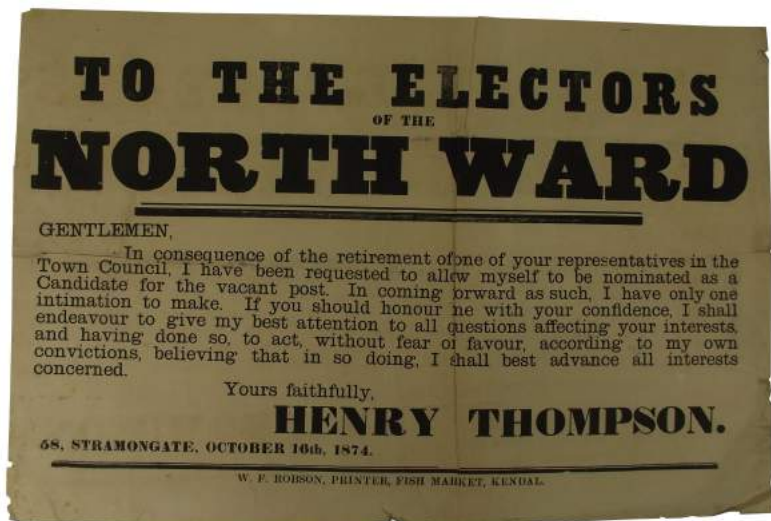 TO THE ELECTORS
OF THE
NORTH WARD
GENTLEMEN,
In consequence of the retirement of one of your representatives in the
Town Council, I have been requested to allow myself to be nominated as a
Candidate for the vacant post. In coming forward as such, I have only one
intimation to make. If you should honour me with your confidence, I shall
endeavour to give my best attention to all questions affecting your interests,
and having done so, to act, without fear or favour, according to my own
convictions, believing that in so doing, I shall best advance all interests
concerned.
Yours faithfully,
HENRY THOMPSON.
58, STRAMONGATE, OCTOBER 16th, 1874.
W. F. ROBSON, PRINTER, FISH MARKET, KENDAL.